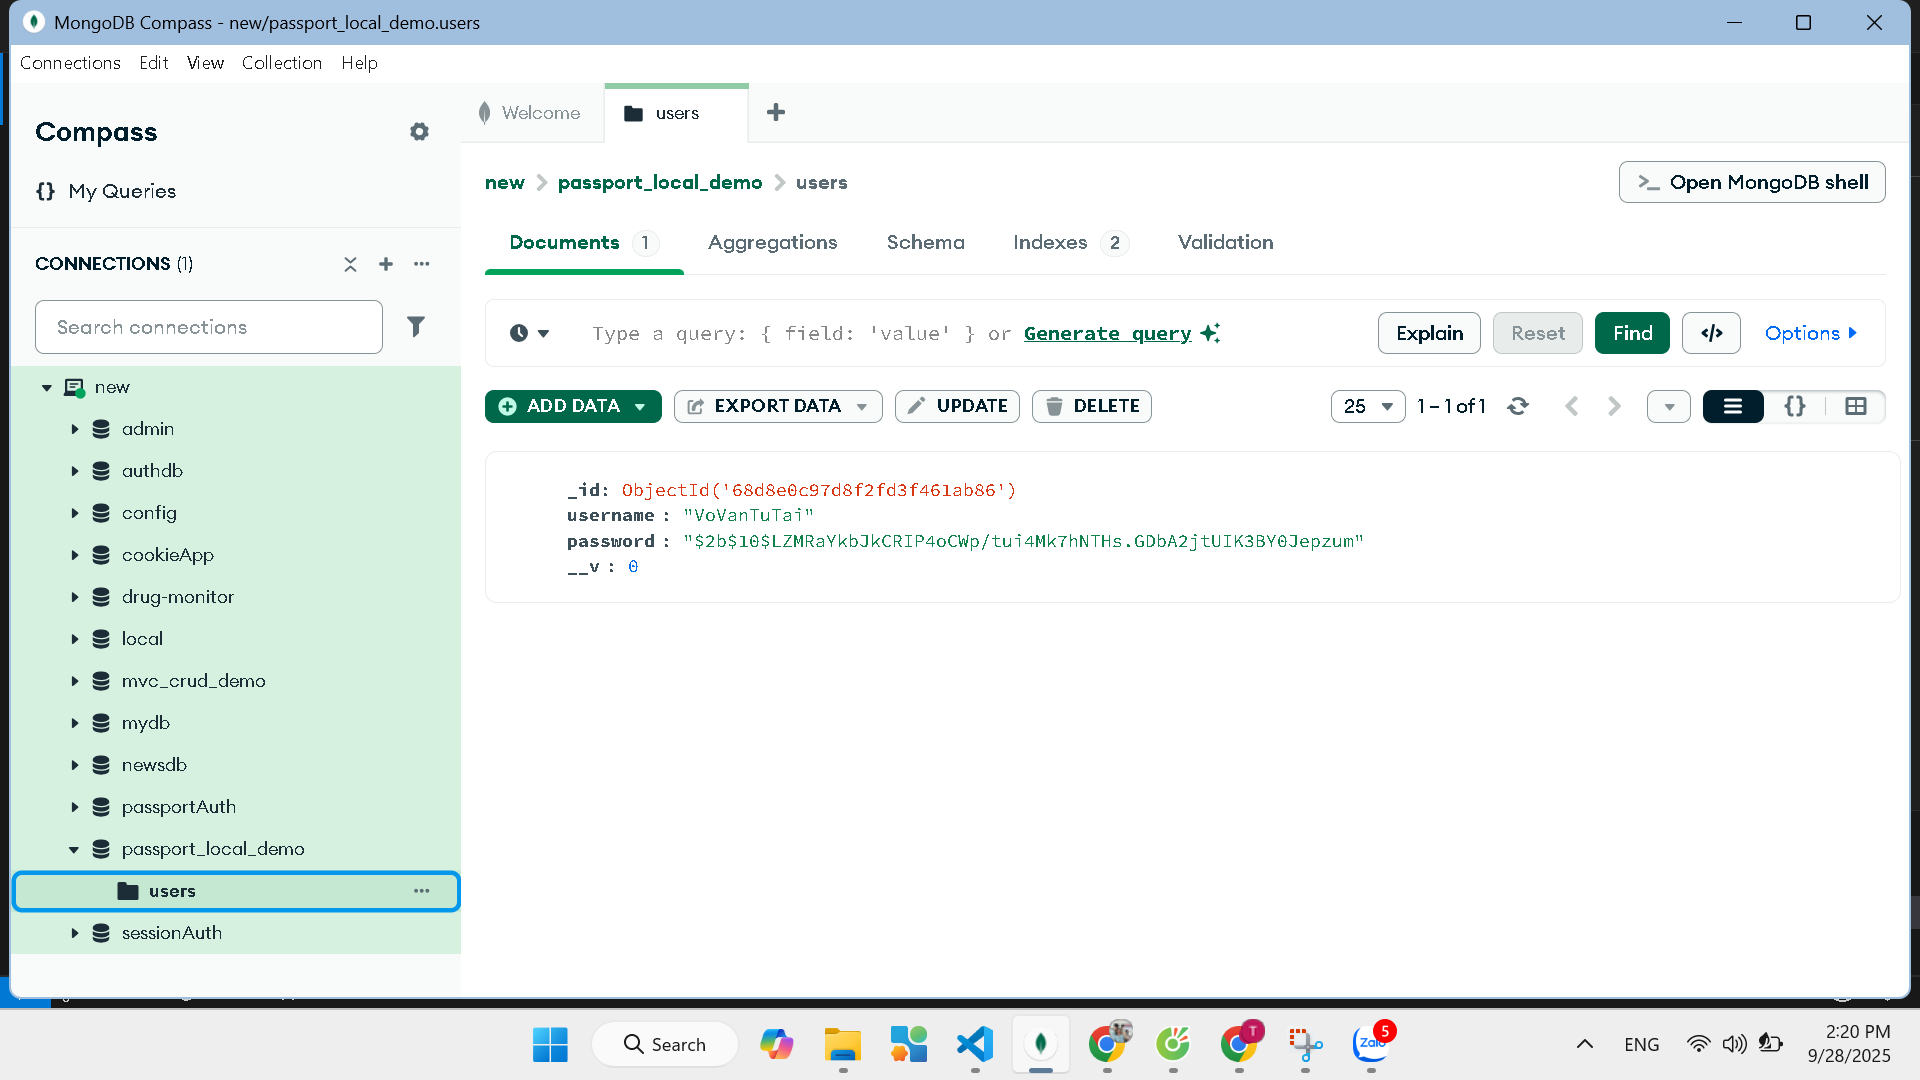 MongoDB Compass - new/passport_local_demo.users
Connections Edit View Collection Help
Compass
{} My Queries
CONNECTIONS (1)
Search connections
new
admin
authdb
config
cookieApp
drug-monitor
local
mvc_crud_demo
mydb
newsdb
passportAuth
passport_local_demo
users
sessionAuth
Welcome
users
new > passport_local_demo > users
>_ Open MongoDB shell
Documents 1 Aggregations Schema Indexes 2 Validation
Type a query: { field: 'value' } or Generate query
Explain Reset Find </> Options
ADD DATA EXPORT DATA UPDATE DELETE
25 1 – 1 of 1 {}
_id: ObjectId('68d8e0c97d8f2fd3f461ab86')
username : "VoVanTuTai"
password : "$2b$10$LZMRaYkbJkCRIP4oCWp/tui4Mk7hNTHs.GDbA2jtUIK3BY0Jepzum"
__v : 0
Search
T
Zalo
5
ENG
2:20 PM
9/28/2025